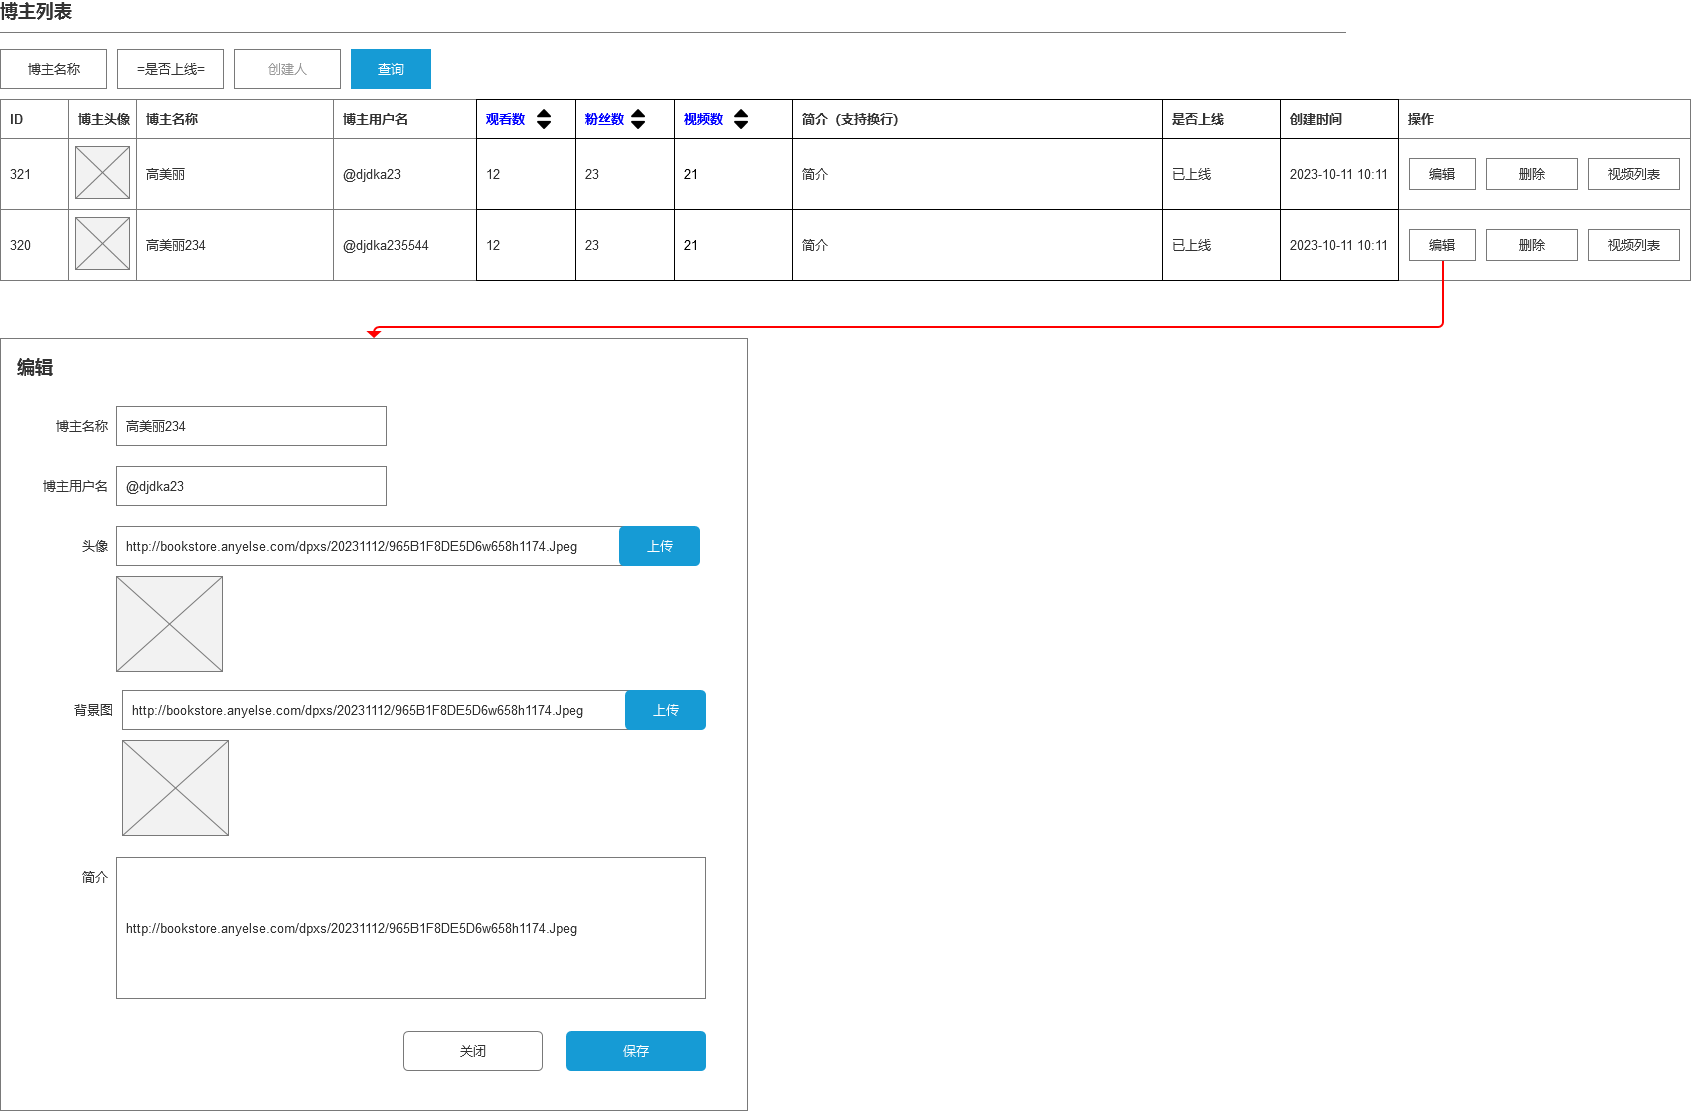 博主列表
博主名称 =是否上线= 创建人 查询
ID 博主头像 博主名称 博主用户名 观看数 粉丝数 视频数 简介（支持换行） 是否上线 创建时间 操作
321 高美丽 @djdka23 12 23 21 简介 已上线 2023-10-11 10:11 编辑 删除 视频列表
320 高美丽234 @djdka235544 12 23 21 简介 已上线 2023-10-11 10:11 编辑 删除 视频列表
编辑
博主名称 高美丽234
博主用户名 @djdka23
头像 http://bookstore.anyelse.com/dpxs/20231112/965B1F8DE5D6w658h1174.Jpeg 上传
背景图 http://bookstore.anyelse.com/dpxs/20231112/965B1F8DE5D6w658h1174.Jpeg 上传
简介
http://bookstore.anyelse.com/dpxs/20231112/965B1F8DE5D6w658h1174.Jpeg
关闭 保存